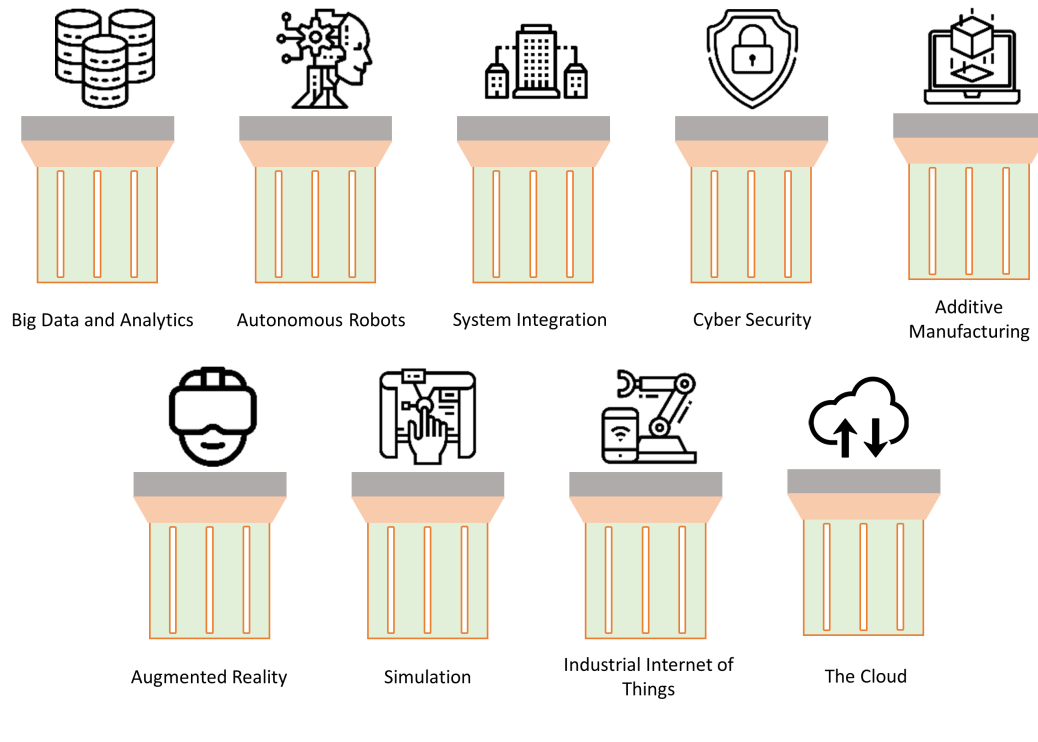 Big Data and Analytics
Autonomous Robots
System Integration
Cyber Security
Additive
Manufacturing
Augmented Reality
Simulation
Industrial Internet of
Things
The Cloud